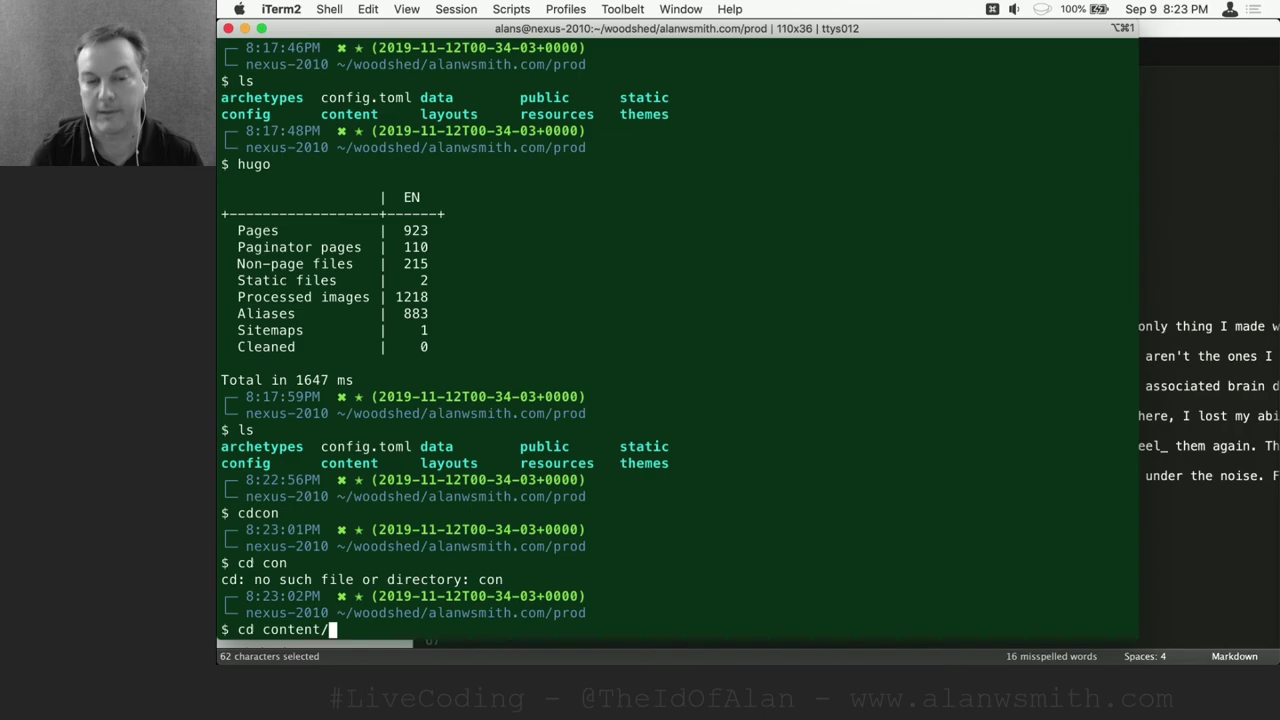 iTerm2 Shell Edit View Session Scripts Profiles Toolbelt Window Help 100% Sep 9 8:23 PM
alans@nexus-2010:~/woodshed/alanwsmith.com/prod | 110x36 | ttys012 ⌥⌘1
8:17:46PM ✖ ★ (2019-11-12T00-34-03+0000)
nexus-2010 ~/woodshed/alanwsmith.com/prod
$ ls
archetypes config.toml data public static
config content layouts resources themes
8:17:48PM ✖ ★ (2019-11-12T00-34-03+0000)
nexus-2010 ~/woodshed/alanwsmith.com/prod
$ hugo
| EN
+------------------+------+
Pages | 923
Paginator pages | 110
Non-page files | 215
Static files | 2
Processed images | 1218
Aliases | 883
Sitemaps | 1
Cleaned | 0
Total in 1647 ms
8:17:59PM ✖ ★ (2019-11-12T00-34-03+0000)
nexus-2010 ~/woodshed/alanwsmith.com/prod
$ ls
archetypes config.toml data public static
config content layouts resources themes
8:22:56PM ✖ ★ (2019-11-12T00-34-03+0000)
nexus-2010 ~/woodshed/alanwsmith.com/prod
$ cdcon
8:23:01PM ✖ ★ (2019-11-12T00-34-03+0000)
nexus-2010 ~/woodshed/alanwsmith.com/prod
$ cd con
cd: no such file or directory: con
8:23:02PM ✖ ★ (2019-11-12T00-34-03+0000)
nexus-2010 ~/woodshed/alanwsmith.com/prod
$ cd content/
only thing I made w
aren't the ones I
associated brain d
here, I lost my abi
eel_ them again. Th
under the noise. F
62 characters selected 16 misspelled words Spaces: 4 Markdown
#LiveCoding - @TheIdOfAlan - www.alanwsmith.com